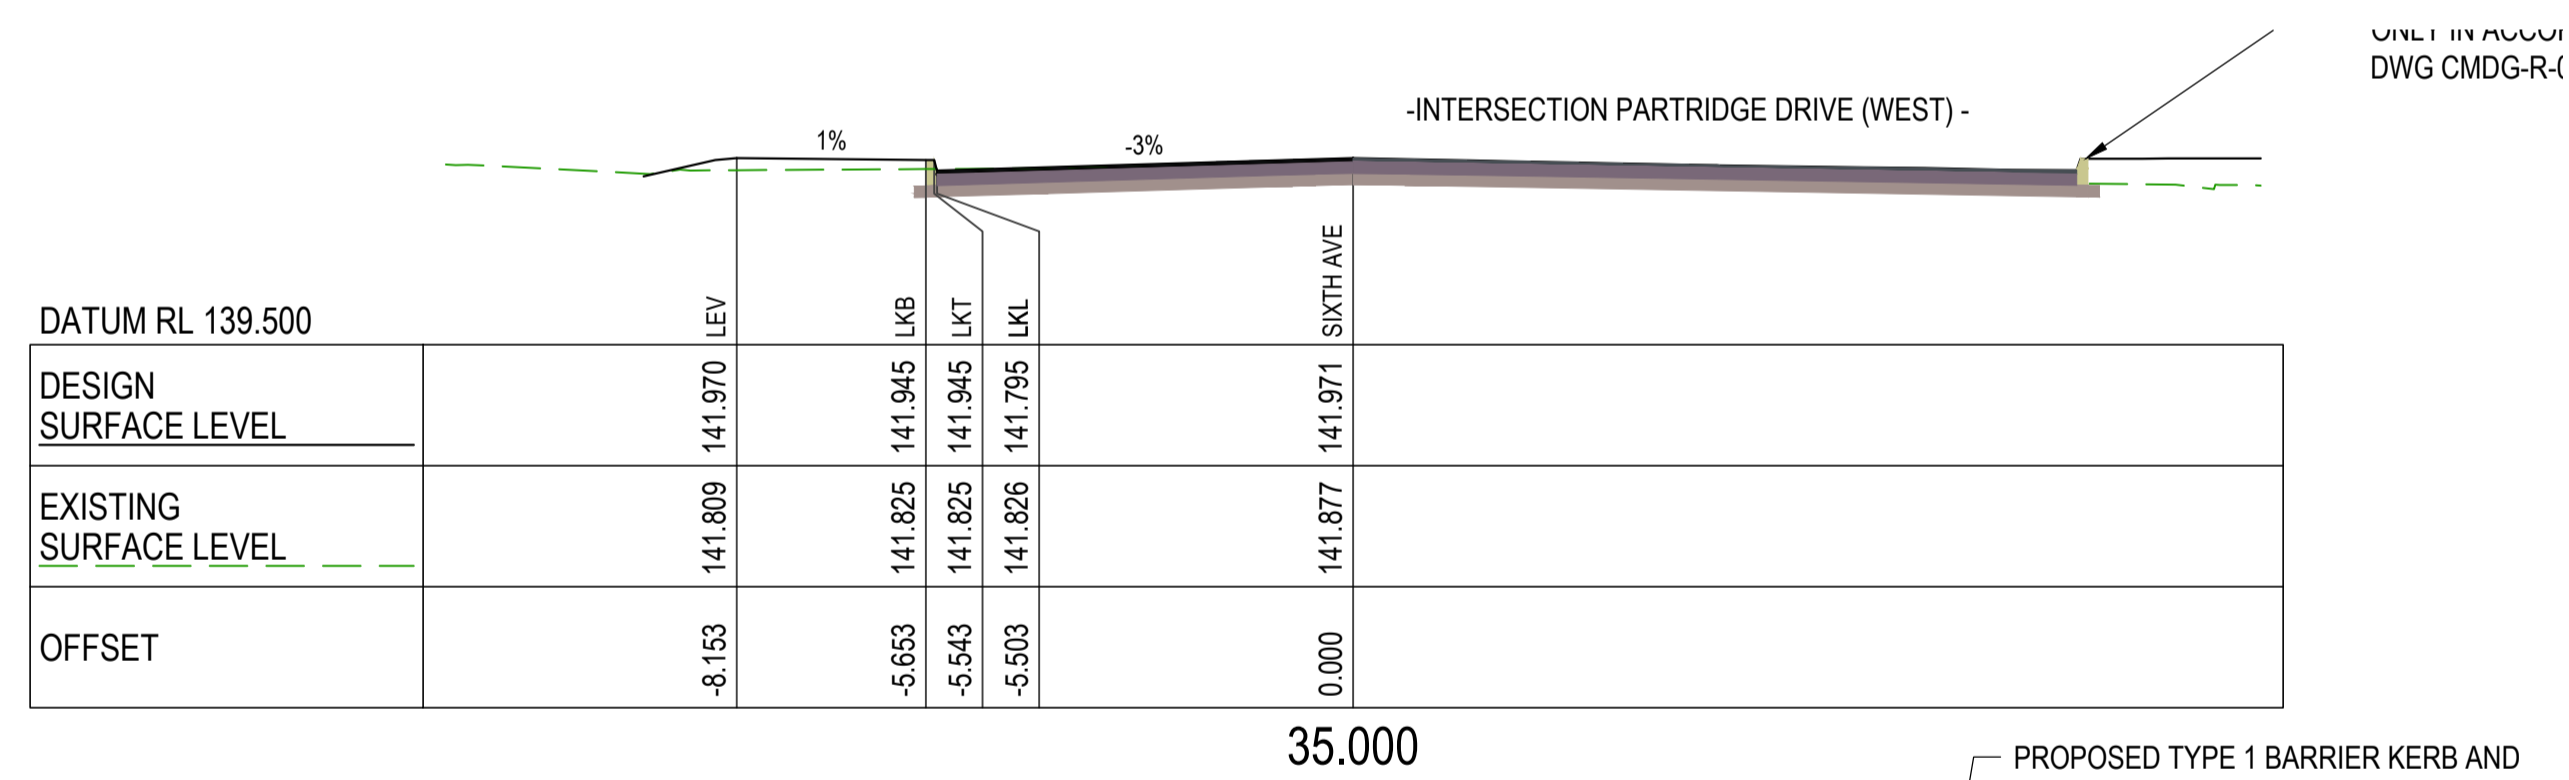 DWG CMDG-R-0
-INTERSECTION PARTRIDGE DRIVE (WEST) -
1%
-3%
DATUM RL 139.500
LEV
LKB
LKT
LKL
SIXTH AVE
DESIGN
SURFACE LEVEL
141.970
141.945
141.945
141.795
141.971
EXISTING
SURFACE LEVEL
141.809
141.825
141.825
141.826
141.877
OFFSET
-8.153
-5.653
-5.543
-5.503
0.000
35.000
PROPOSED TYPE 1 BARRIER KERB AND